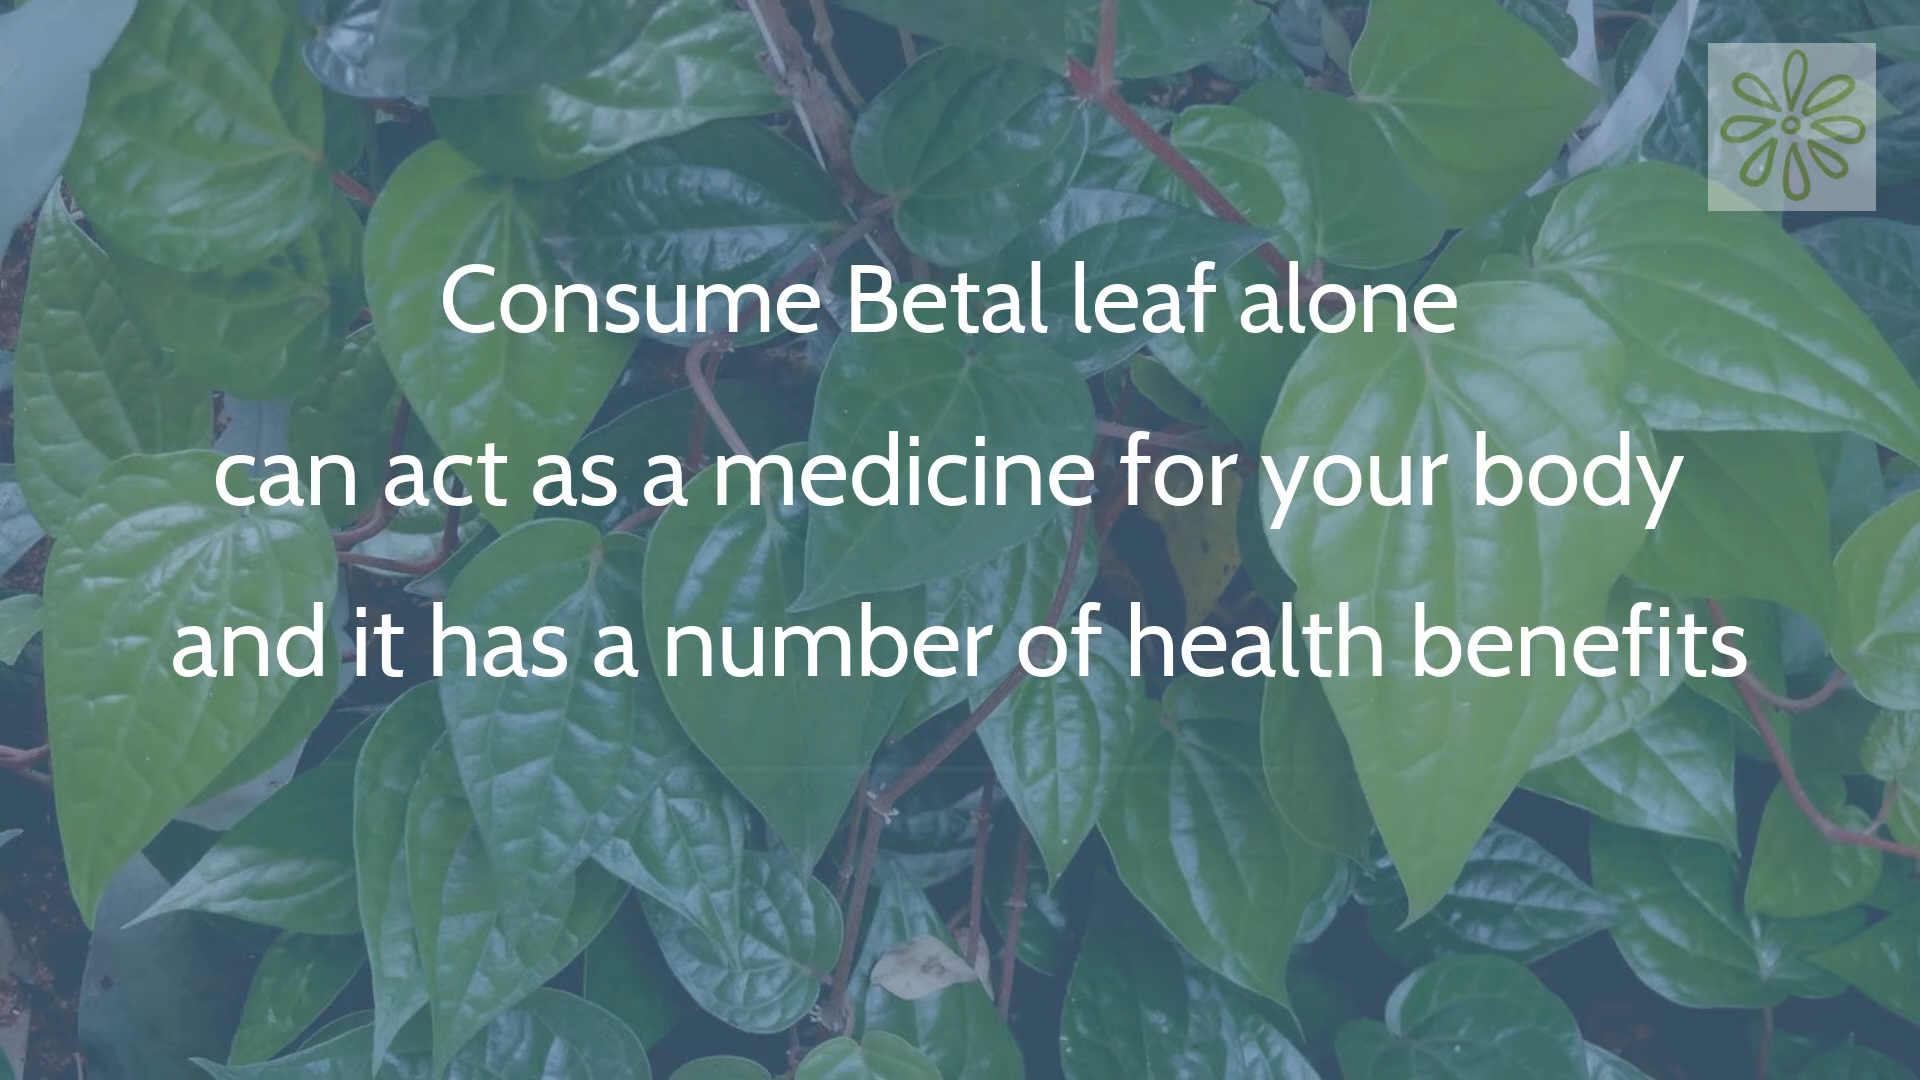 Consume Betal leaf alone
can act as a medicine for your body
and it has a number of health benefits